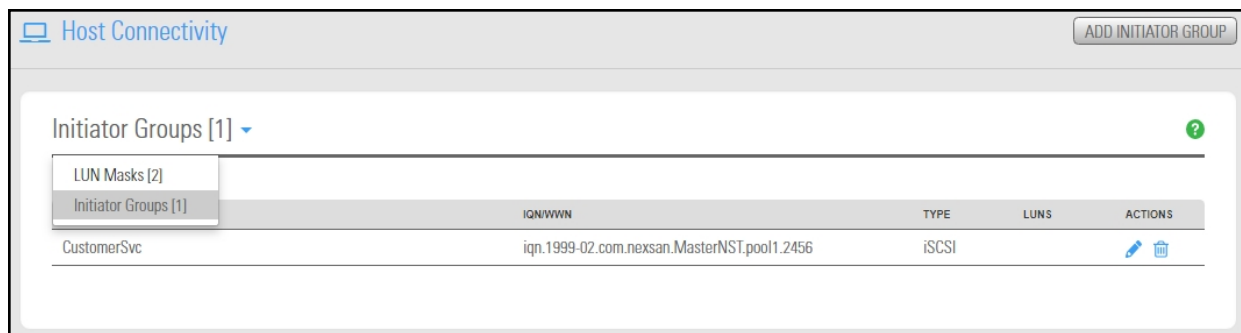 Host Connectivity
ADD INITIATOR GROUP
Initiator Groups [1]
?
LUN Masks [2]
Initiator Groups [1]
IQN/WWN TYPE LUNS ACTIONS
CustomerSvc iqn.1999-02.com.nexsan.MasterNST.pool1.2456 iSCSI